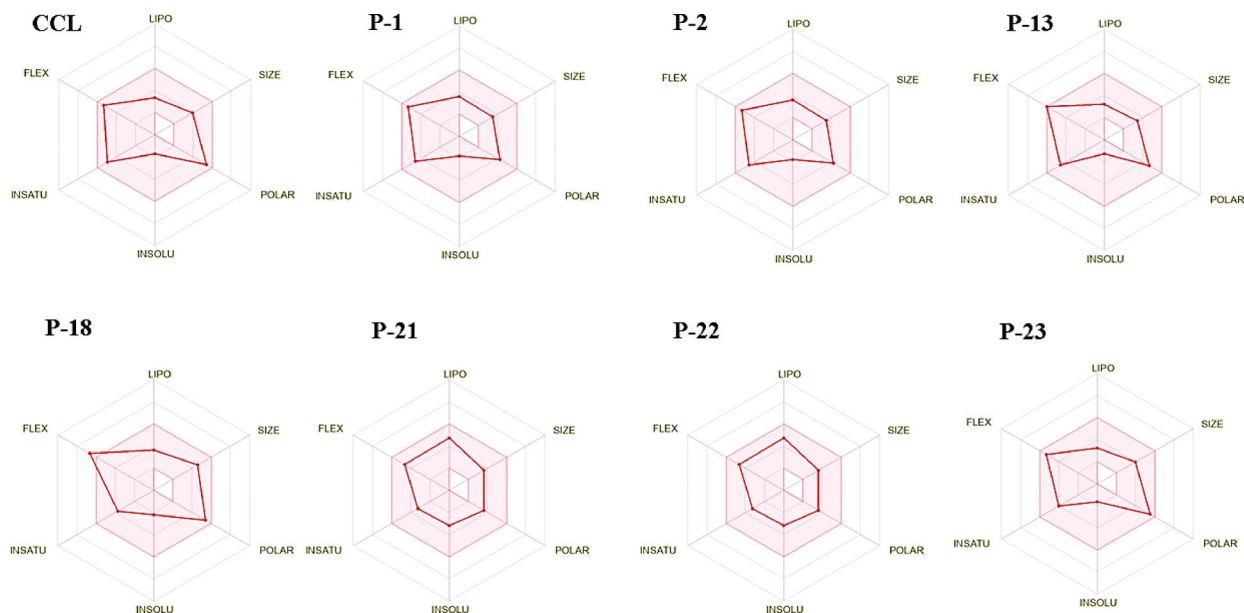 CCL
LIPO
FLEX
SIZE
INSATU
POLAR
INSOLU
P-1
LIPO
FLEX
SIZE
INSATU
POLAR
INSOLU
P-2
LIPO
FLEX
SIZE
INSATU
POLAR
INSOLU
P-13
LIPO
FLEX
SIZE
INSATU
POLAR
INSOLU
P-18
LIPO
FLEX
SIZE
INSATU
POLAR
INSOLU
P-21
LIPO
FLEX
SIZE
INSATU
POLAR
INSOLU
P-22
LIPO
FLEX
SIZE
INSATU
POLAR
INSOLU
P-23
LIPO
FLEX
SIZE
INSATU
POLAR
INSOLU